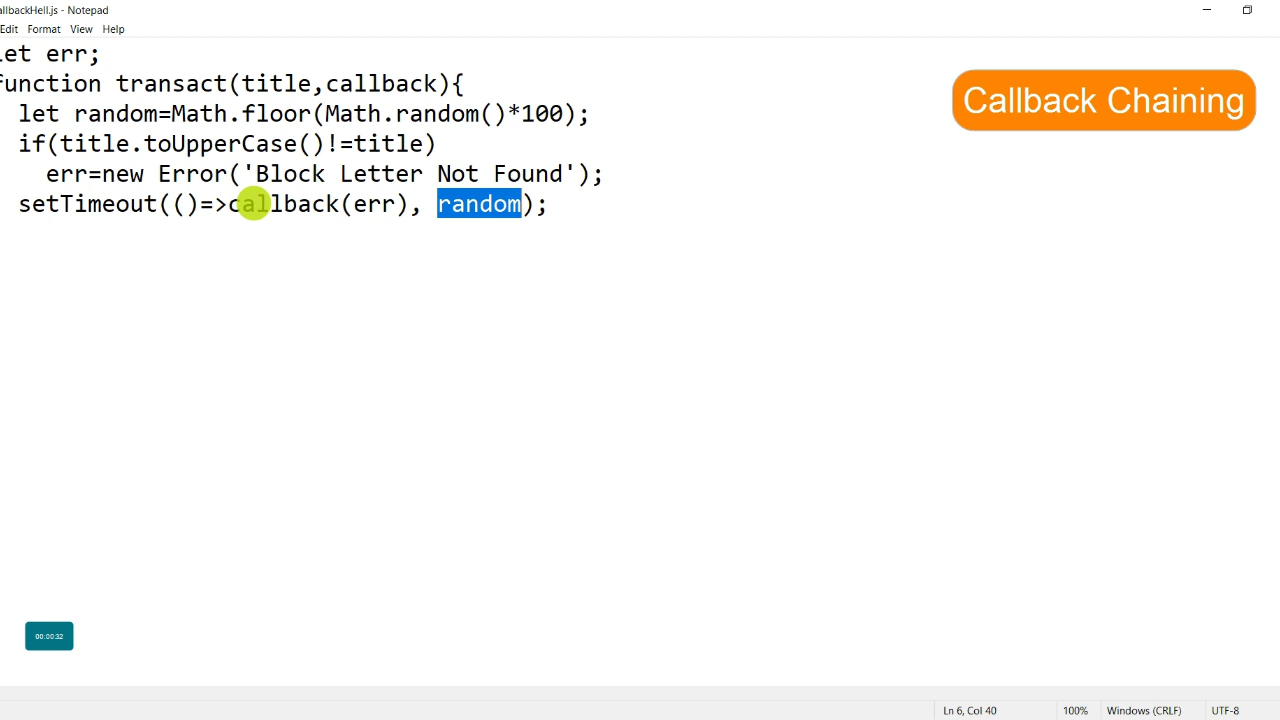 allbackHell.js - Notepad
Edit Format View Help
let err;
function transact(title,callback){
let random=Math.floor(Math.random()*100);
if(title.toUpperCase()!=title)
err=new Error('Block Letter Not Found');
setTimeout(()=>callback(err), random);
Callback Chaining
00:00:32
Ln 6, Col 40
100%
Windows (CRLF)
UTF-8